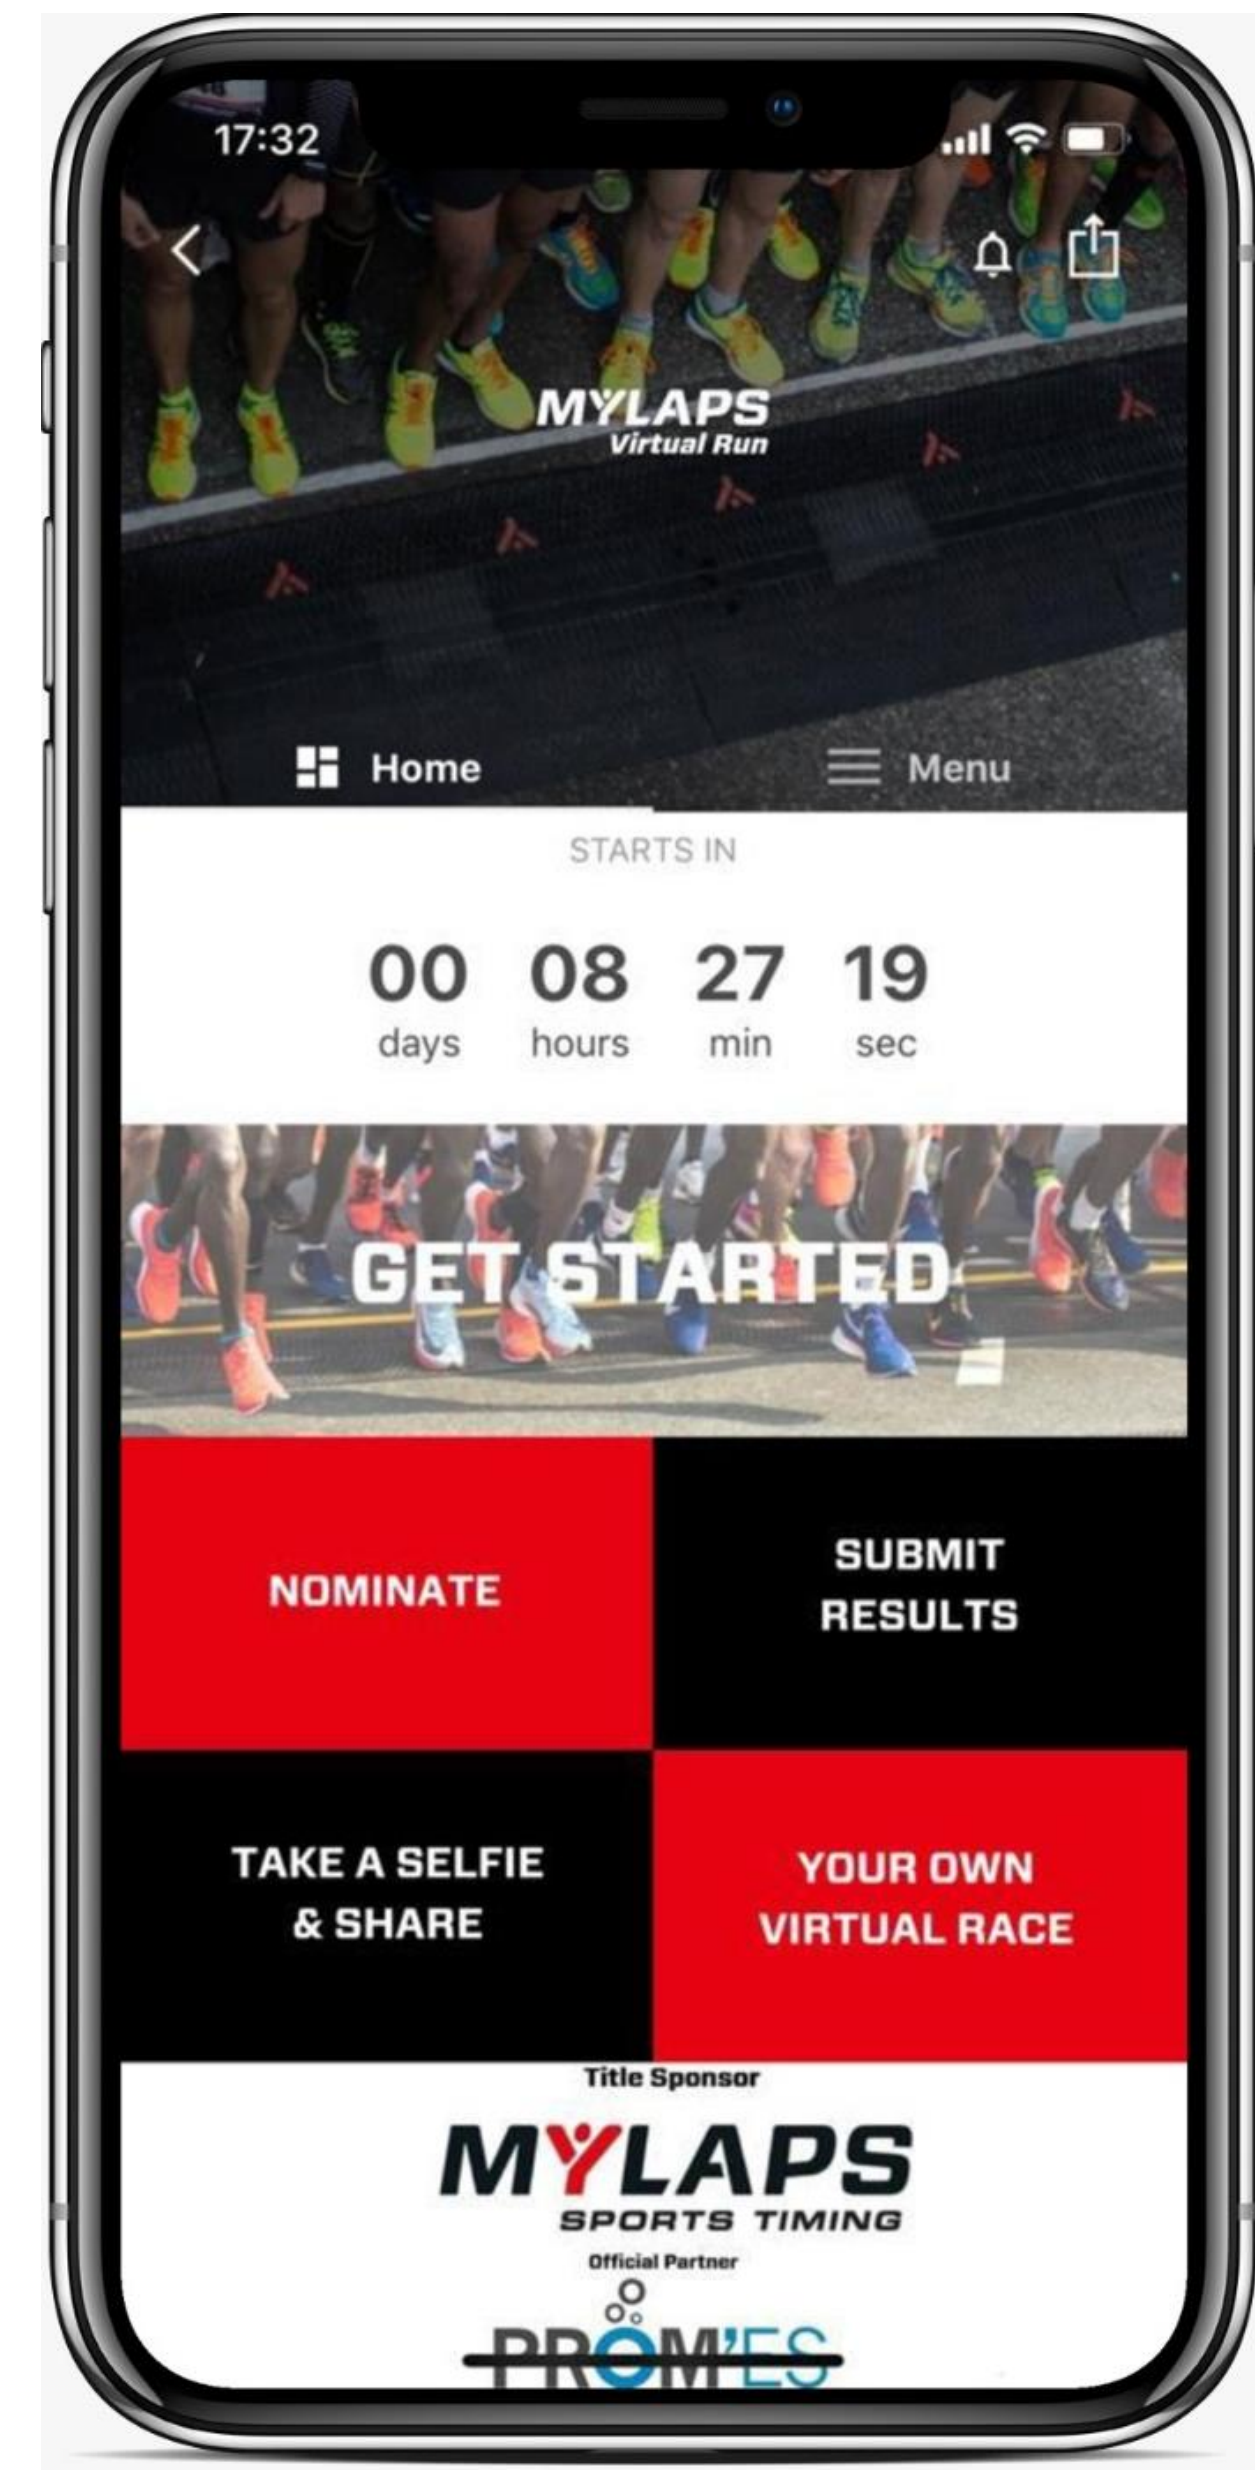 17:32
MYLAPS
Virtual Run
Home
Menu
STARTS IN
00 08 27 19
days hours min sec
GET STARTED
NOMINATE
SUBMIT
RESULTS
TAKE A SELFIE
& SHARE
YOUR OWN
VIRTUAL RACE
Title Sponsor
MYLAPS
SPORTS TIMING
Official Partner
PROM'ES